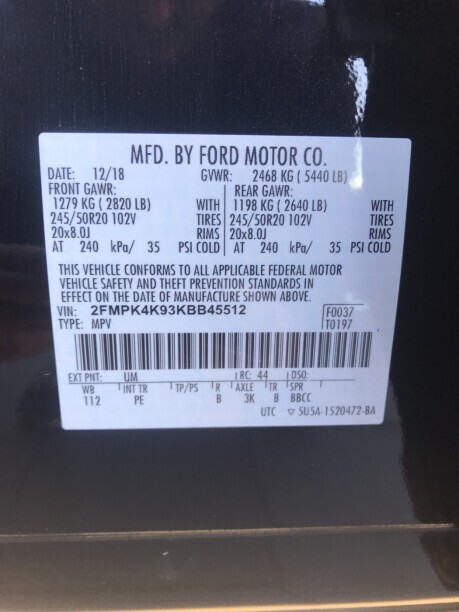 MFD. BY FORD MOTOR CO.
DATE: 12/18 GVWR: 2468 KG ( 5440 LB)
FRONT GAWR: REAR GAWR:
1279 KG ( 2820 LB) WITH 1198 KG ( 2640 LB) WITH
245/50R20 102V TIRES 245/50R20 102V TIRES
20x8.0J RIMS 20x8.0J RIMS
AT 240 kPa/ 35 PSI COLD AT 240 kPa/ 35 PSI COLD
THIS VEHICLE CONFORMS TO ALL APPLICABLE FEDERAL MOTOR
VEHICLE SAFETY AND THEFT PREVENTION STANDARDS IN
EFFECT ON THE DATE OF MANUFACTURE SHOWN ABOVE.
VIN: 2FMPK4K93KBB45512 F0037
TYPE: MPV T0197
EXT PNT: UM RC: 44 DSO:
WB INT TR TP/PS R AXLE TR SPR
112 PE B 3K 8 BBCC
UTC ▽ 5U5A-1520472-BA